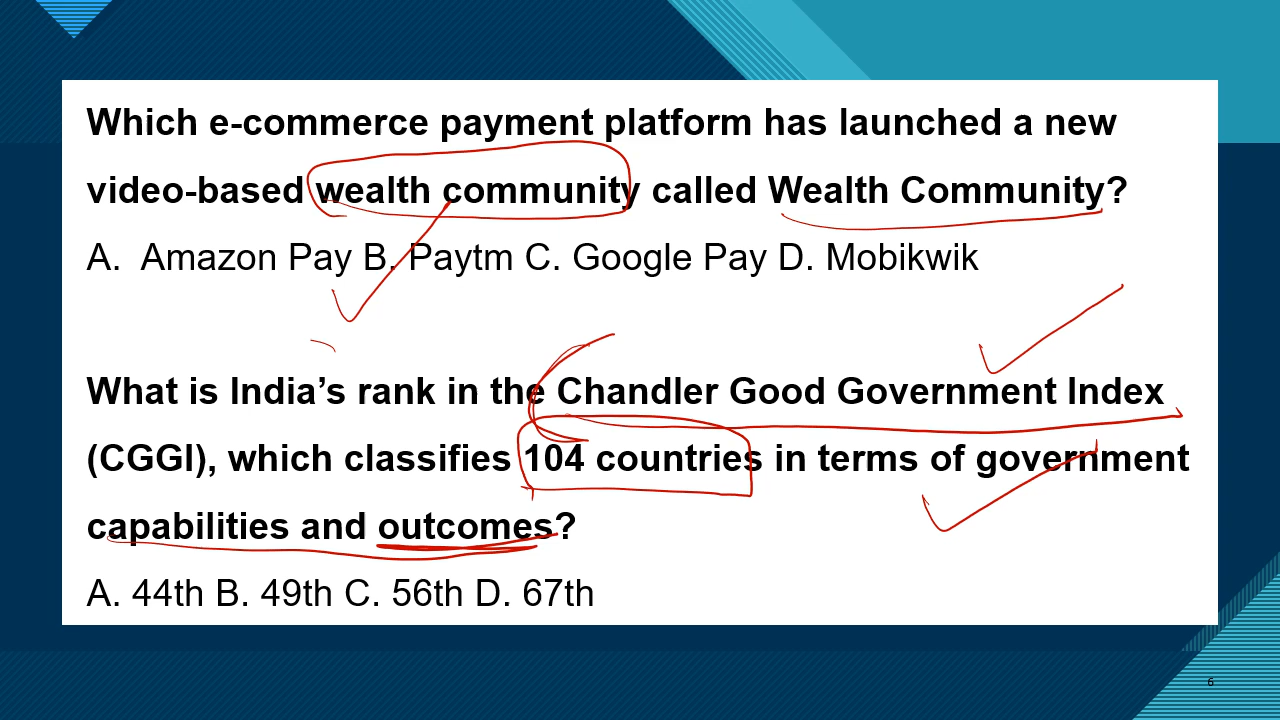 Which e-commerce payment platform has launched a new
video-based wealth community called Wealth Community?
A.  Amazon Pay B. Paytm C. Google Pay D. Mobikwik
What is India’s rank in the Chandler Good Government Index
(CGGI), which classifies 104 countries in terms of government
capabilities and outcomes?
A. 44th B. 49th C. 56th D. 67th
6